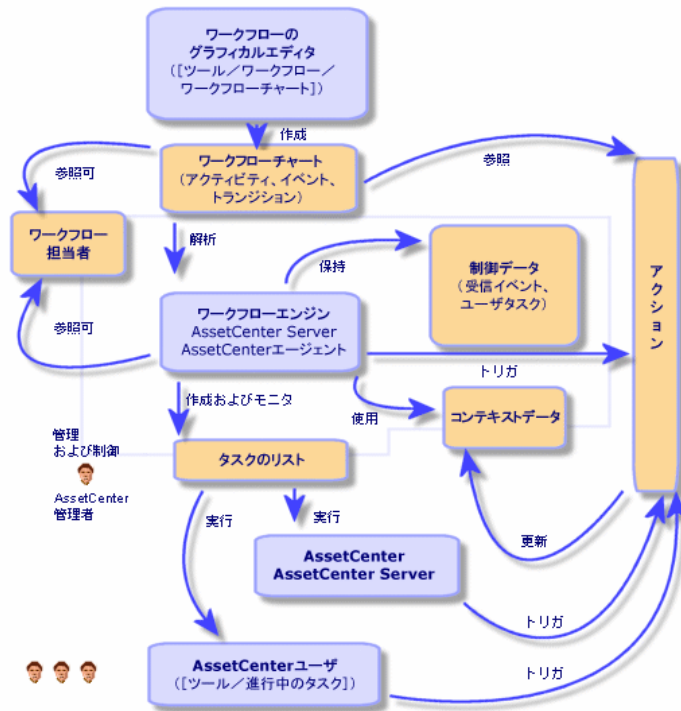 ワークフローの
グラフィカルエディタ
([ツール／ワークフロー／
ワークフローチャート])
作成
ワークフローチャート
(アクティビティ、イベント、
トランジション)
参照可
参照
ワークフロー
担当者
解析
保持
制御データ
(受信イベント、
ユーザタスク)
アクション
ワークフローエンジン
AssetCenter Server
AssetCenterエージェント
参照可
トリガ
作成およびモニタ
使用
コンテキストデータ
管理
および制御
タスクのリスト
AssetCenter
管理者
実行
実行
更新
AssetCenter
AssetCenter Server
トリガ
AssetCenterユーザ
([ツール／進行中のタスク])
トリガ